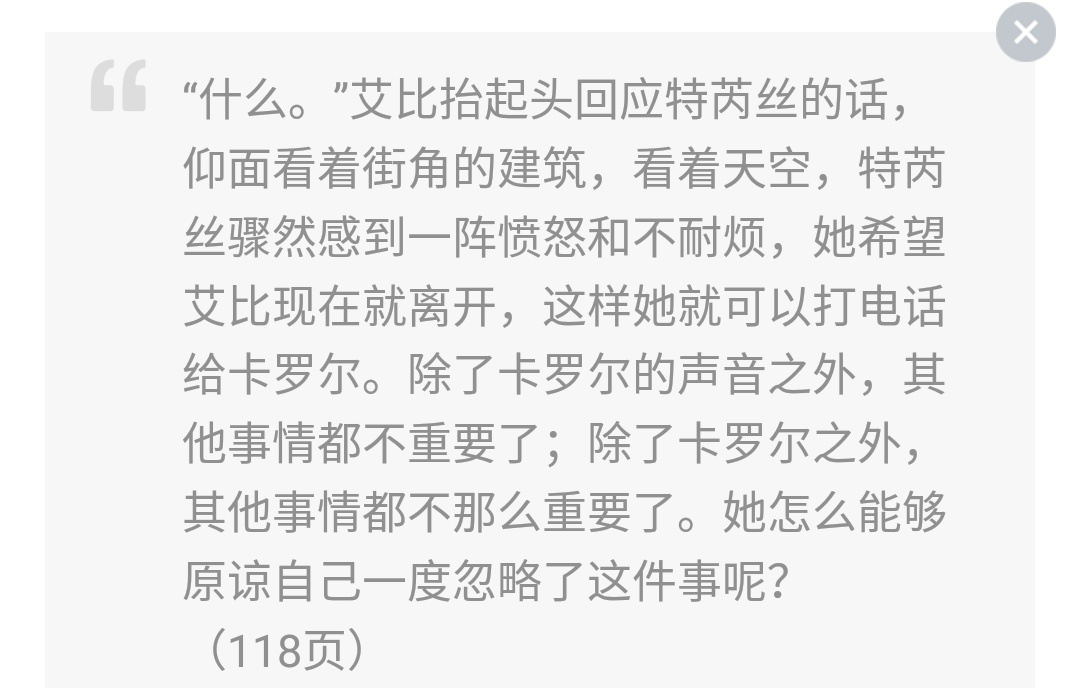 “什么。”艾比抬起头回应特芮丝的话，
仰面看着街角的建筑，看着天空，特芮
丝骤然感到一阵愤怒和不耐烦，她希望
艾比现在就离开，这样她就可以打电话
给卡罗尔。除了卡罗尔的声音之外，其
他事情都不重要了；除了卡罗尔之外，
其他事情都不那么重要了。她怎么能够
原谅自己一度忽略了这件事呢？
（118页）